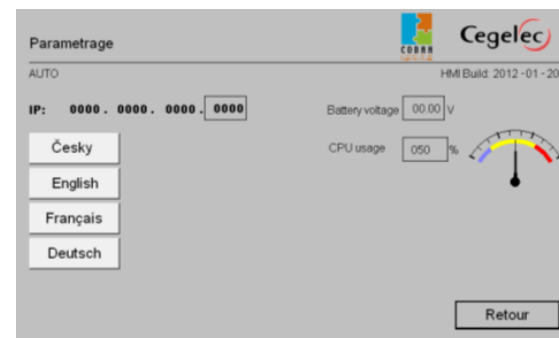 Parametrage
CODRA
Cegelec
AUTO
HMI Build: 2012 -01 - 20
IP: 0000 . 0000 . 0000 . 0000
Battery voltage 00.00 V
CPU usage 050 %
Česky
English
Français
Deutsch
Retour